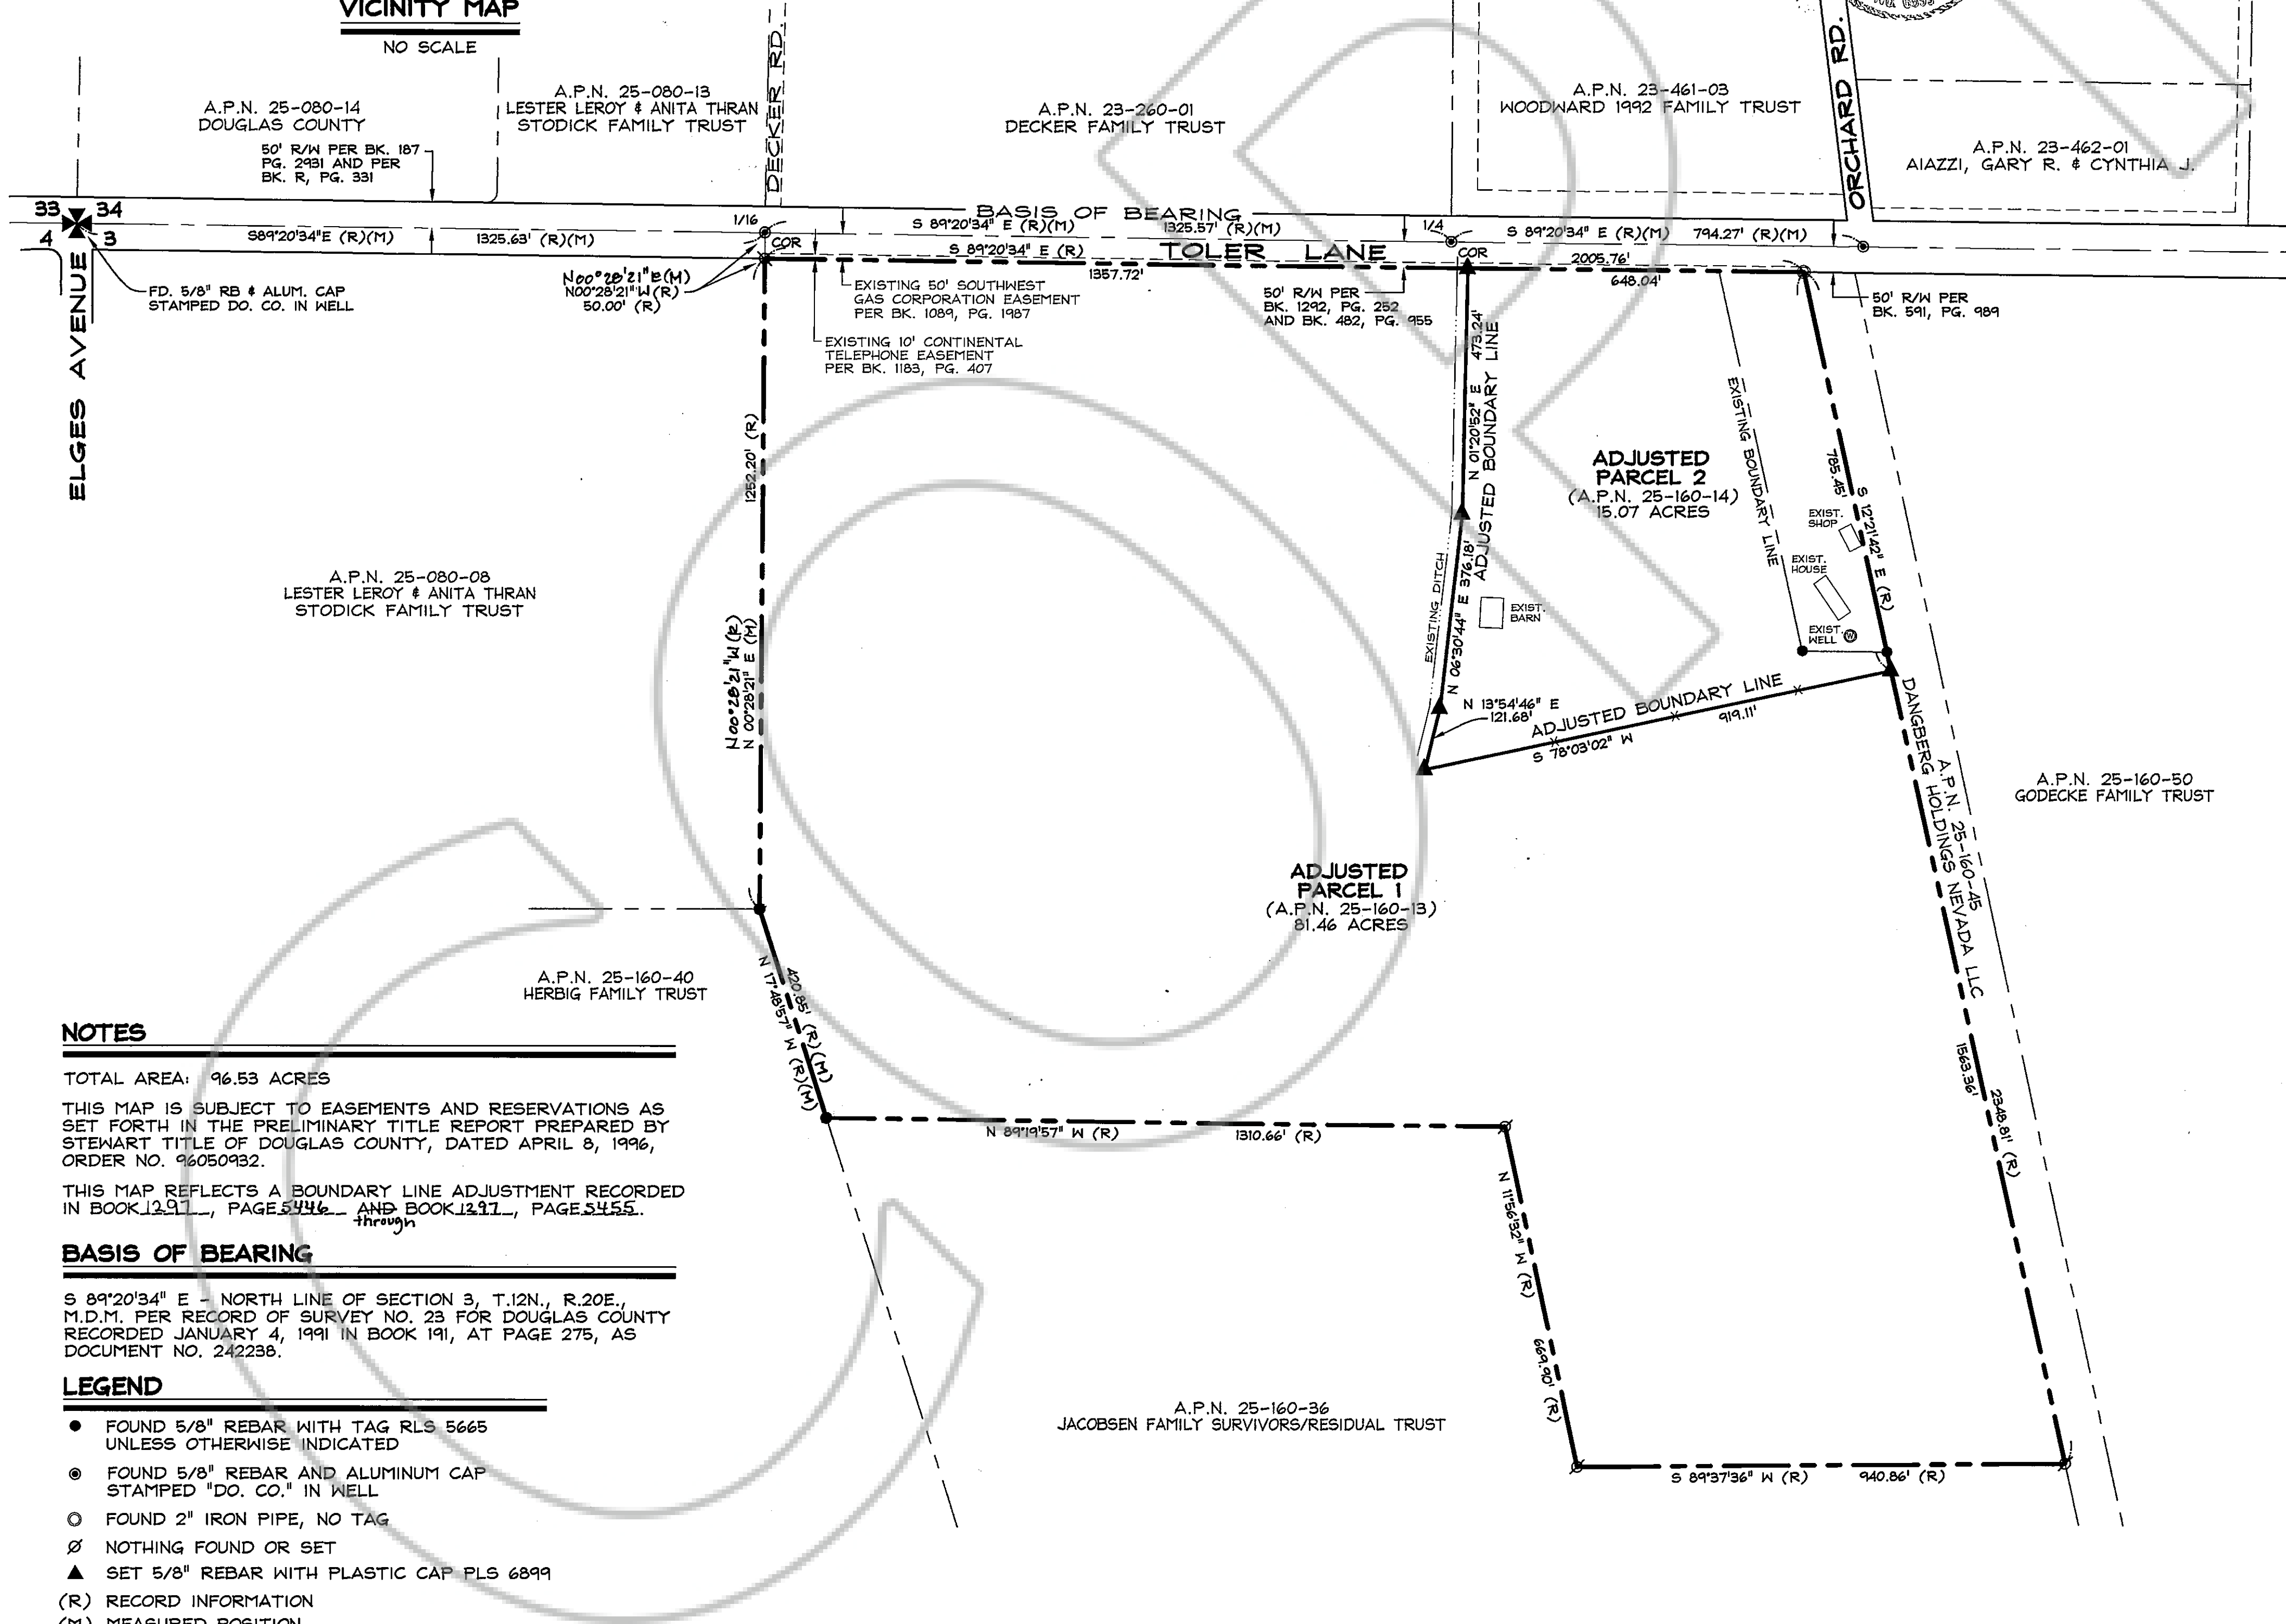 VICINITY MAP
NO SCALE
DECKER RD.
ORCHARD RD.
A.P.N. 25-080-14
DOUGLAS COUNTY
A.P.N. 25-080-13
LESTER LEROY & ANITA THRAN
STODICK FAMILY TRUST
A.P.N. 23-260-01
DECKER FAMILY TRUST
A.P.N. 23-461-03
WOODWARD 1992 FAMILY TRUST
A.P.N. 23-462-01
AIAZZI, GARY R. & CYNTHIA J.
50' R/W PER BK. 187
PG. 2931 AND PER
BK. R, PG. 331
33 34
4 3
S89°20'34"E (R)(M)
1325.63' (R)(M)
1/16
COR
BASIS OF BEARING
S 89°20'34" E (R)(M)
1325.57' (R)(M)
1/4
COR
S 89°20'34" E (R)(M)
794.27' (R)(M)
S 89°20'34" E (R)
TOLER LANE
1357.72'
2005.76'
648.04'
ELGES AVENUE
FD. 5/8" RB & ALUM. CAP
STAMPED DO. CO. IN WELL
N00°28'21"E(M)
N00°28'21"W(R)
50.00' (R)
EXISTING 50' SOUTHWEST
GAS CORPORATION EASEMENT
PER BK. 1089, PG. 1987
EXISTING 10' CONTINENTAL
TELEPHONE EASEMENT
PER BK. 1183, PG. 407
50' R/W PER
BK. 1292, PG. 252
AND BK. 482, PG. 955
50' R/W PER
BK. 591, PG. 989
1252.20' (R)
N00°28'21"W(R)
N 00°28'21" E (M)
N 01°20'52" E 473.24'
ADJUSTED BOUNDARY LINE
EXISTING DITCH
N 06°30'44" E 376.18'
EXIST.
BARN
N 13°54'46" E
121.68'
ADJUSTED
PARCEL 2
(A.P.N. 25-160-14)
15.07 ACRES
EXISTING BOUNDARY LINE
785.45'
S 12°21'42" E (R)
EXIST.
SHOP
EXIST.
HOUSE
EXIST.
WELL
W
ADJUSTED BOUNDARY LINE
S 78°03'02" W
919.11'
A.P.N. 25-160-45
DANGBERG HOLDINGS NEVADA LLC
A.P.N. 25-160-50
GODECKE FAMILY TRUST
A.P.N. 25-080-08
LESTER LEROY & ANITA THRAN
STODICK FAMILY TRUST
ADJUSTED
PARCEL 1
(A.P.N. 25-160-13)
81.46 ACRES
A.P.N. 25-160-40
HERBIG FAMILY TRUST
420.85' (R)(M)
N 17°48'57" W (R)(M)
N 89°19'57" W (R)
1310.66' (R)
N 11°56'32" W (R)
669.90' (R)
1563.36'
2348.81' (R)
S 89°37'36" W (R)
940.86' (R)
A.P.N. 25-160-36
JACOBSEN FAMILY SURVIVORS/RESIDUAL TRUST
NOTES
TOTAL AREA: 96.53 ACRES
THIS MAP IS SUBJECT TO EASEMENTS AND RESERVATIONS AS
SET FORTH IN THE PRELIMINARY TITLE REPORT PREPARED BY
STEWART TITLE OF DOUGLAS COUNTY, DATED APRIL 8, 1996,
ORDER NO. 96050932.
THIS MAP REFLECTS A BOUNDARY LINE ADJUSTMENT RECORDED
IN BOOK 1297, PAGE 5446 AND BOOK 1297, PAGE 5455.
through
BASIS OF BEARING
S 89°20'34" E - NORTH LINE OF SECTION 3, T.12N., R.20E.,
M.D.M. PER RECORD OF SURVEY NO. 23 FOR DOUGLAS COUNTY
RECORDED JANUARY 4, 1991 IN BOOK 191, AT PAGE 275, AS
DOCUMENT NO. 242238.
LEGEND
FOUND 5/8" REBAR WITH TAG RLS 5665
UNLESS OTHERWISE INDICATED
FOUND 5/8" REBAR AND ALUMINUM CAP
STAMPED "DO. CO." IN WELL
FOUND 2" IRON PIPE, NO TAG
NOTHING FOUND OR SET
SET 5/8" REBAR WITH PLASTIC CAP PLS 6899
(R) RECORD INFORMATION
(M) MEASURED POSITION